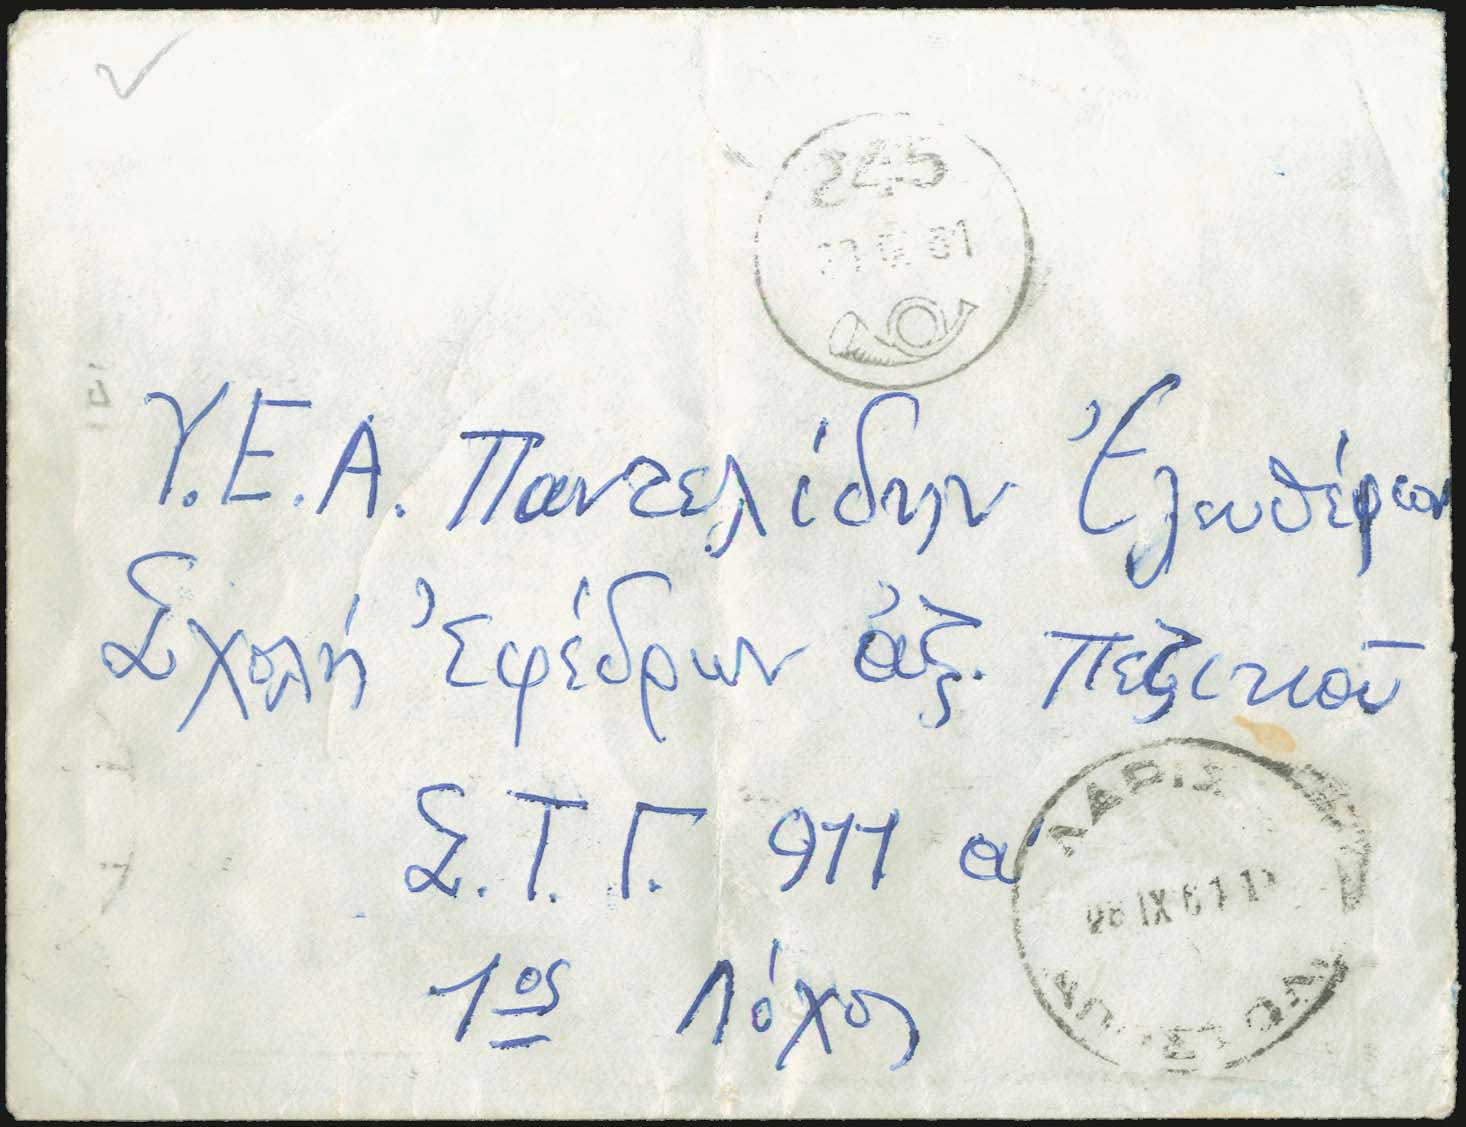 245
Υ.Ε.Α. Παντελίδην Ἐλευθέριον
Σχολή Ἐφέδρων ἀξ. Πεζικοῦ
Σ.Τ.Γ. 911 α
1ος Λόχος
ΛΑΡΙΣ
IX 61